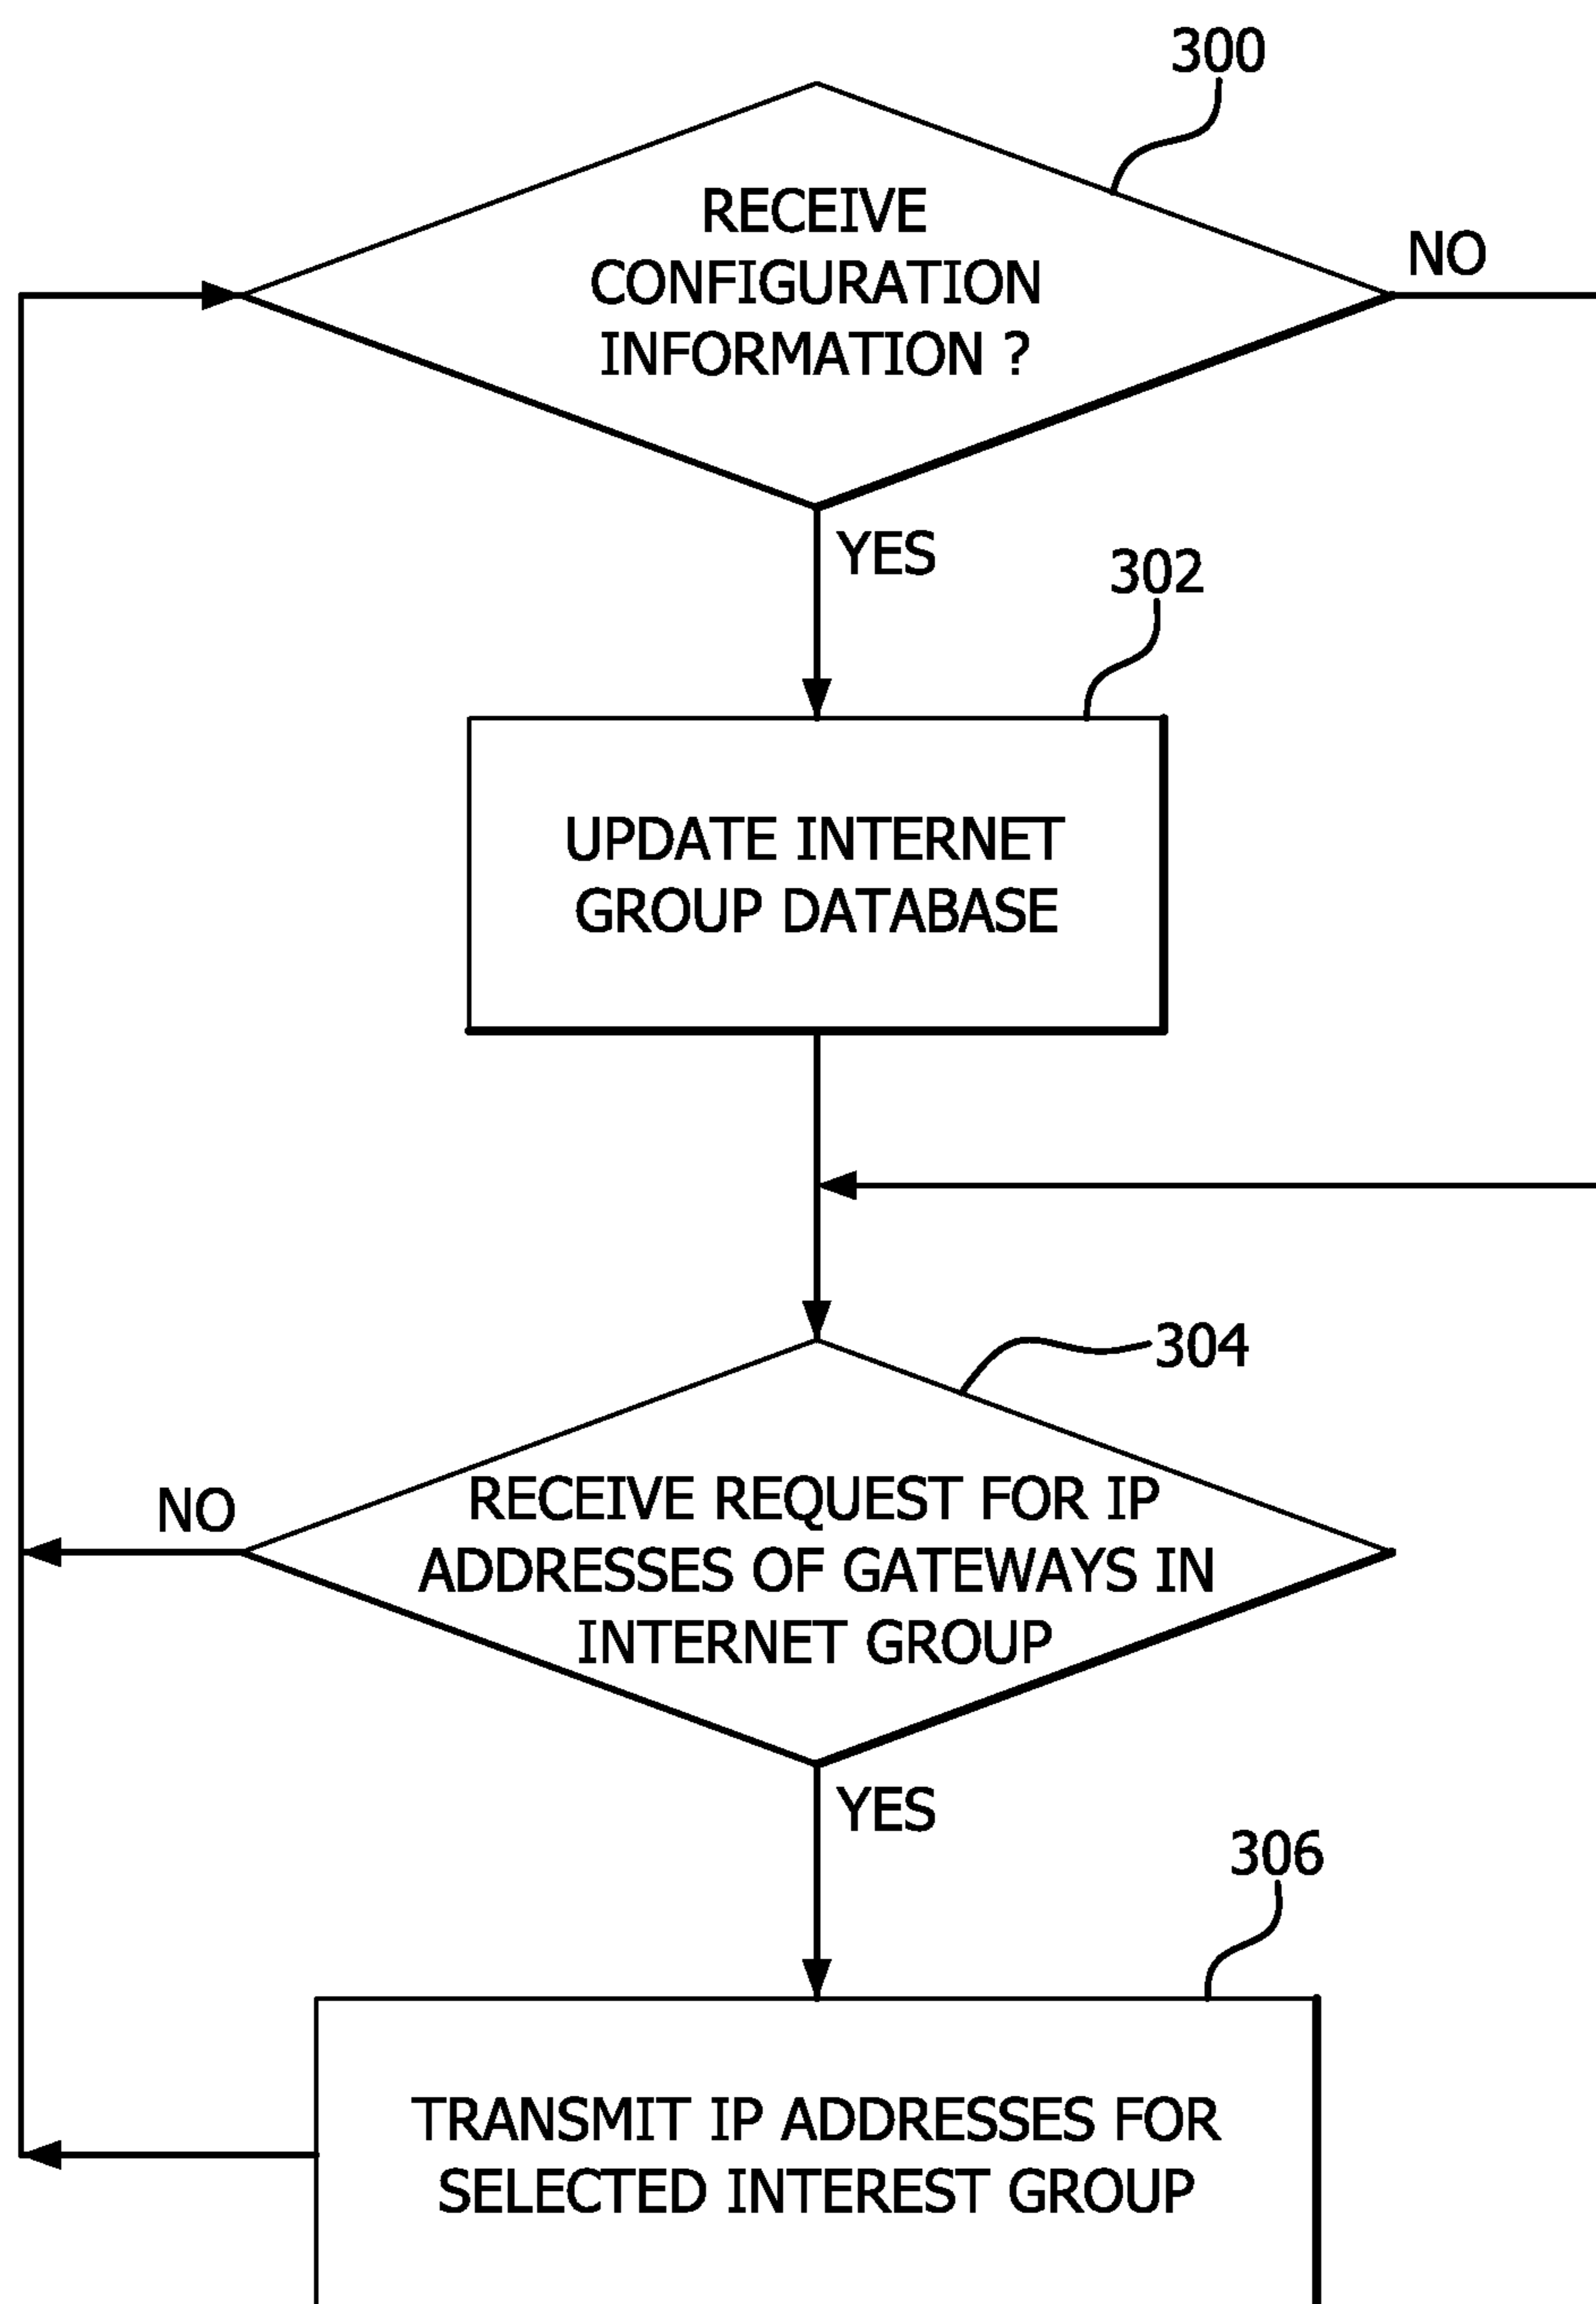 300
RECEIVE
CONFIGURATION
INFORMATION ?
NO
YES
302
UPDATE INTERNET
GROUP DATABASE
304
RECEIVE REQUEST FOR IP
ADDRESSES OF GATEWAYS IN
INTERNET GROUP
NO
YES
306
TRANSMIT IP ADDRESSES FOR
SELECTED INTEREST GROUP